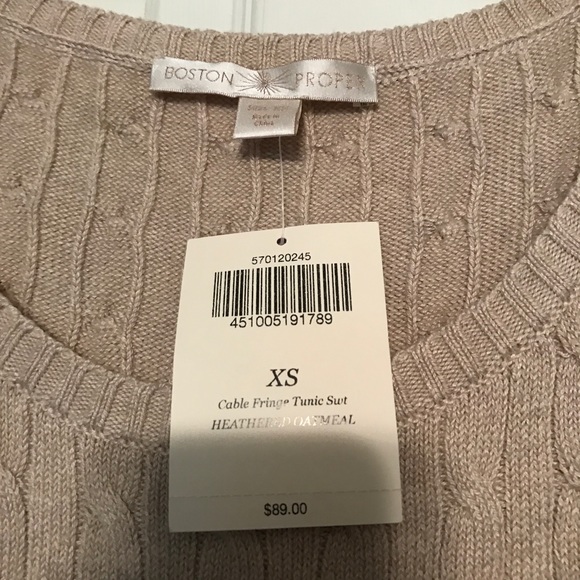 BOSTON PROPER
570120245
451005191789
XS
Cable Fringe Tunic Swt
HEATHERED OATMEAL
$89.00